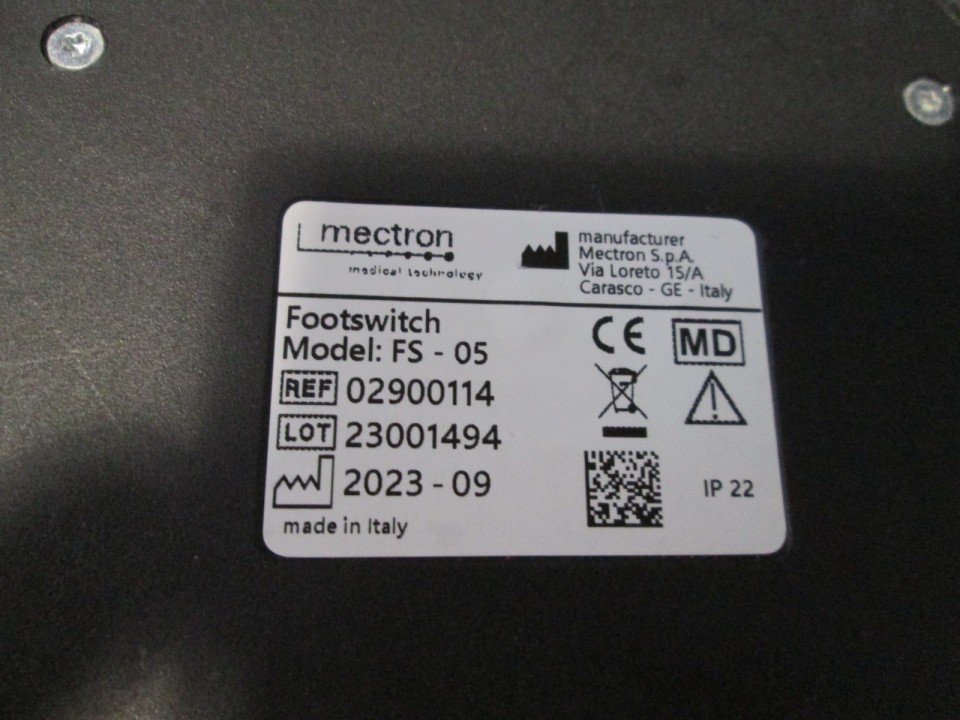 mectron
medical technology
manufacturer
Mectron S.p.A.
Via Loreto 15/A
Carasco - GE - Italy
Footswitch
Model: FS - 05
REF 02900114
LOT 23001494
2023 - 09
made in Italy
CE
MD
IP 22